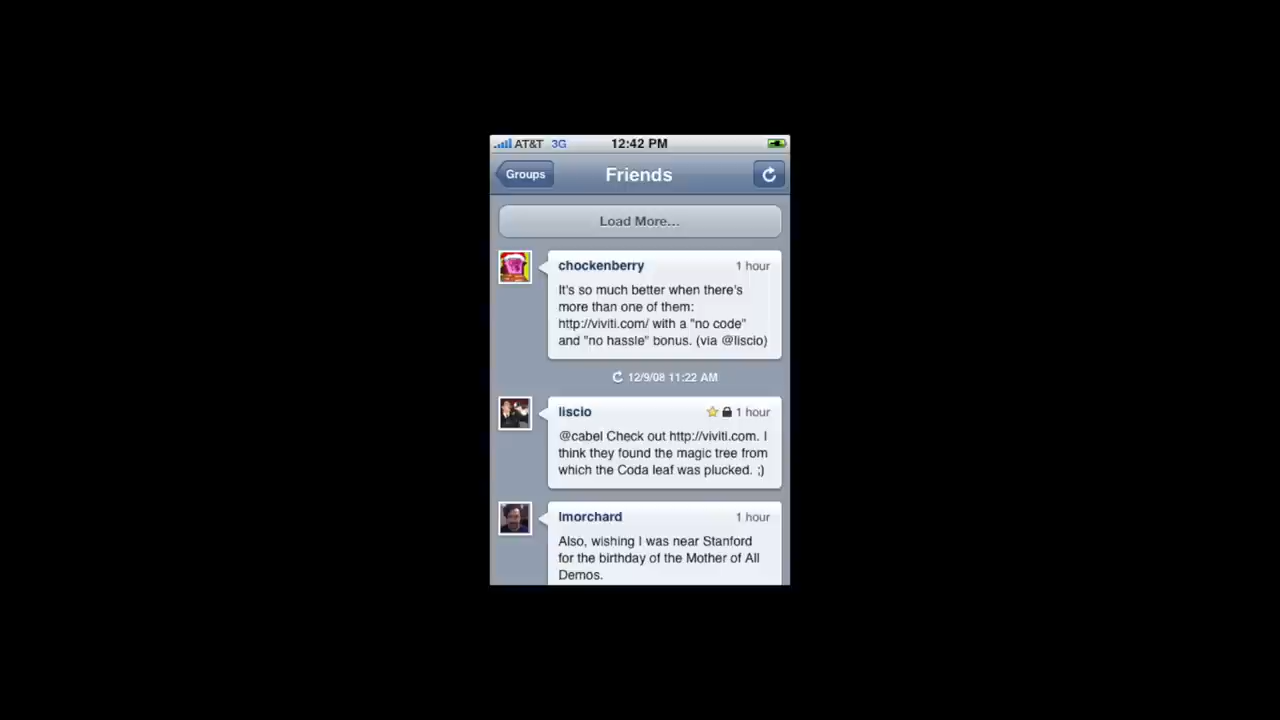 AT&T 3G 12:42 PM
Groups Friends
Load More...
chockenberry 1 hour
It's so much better when there's
more than one of them:
http://viviti.com/ with a "no code"
and "no hassle" bonus. (via @liscio)
12/9/08 11:22 AM
liscio 1 hour
@cabel Check out http://viviti.com. I
think they found the magic tree from
which the Coda leaf was plucked. ;)
lmorchard 1 hour
Also, wishing I was near Stanford
for the birthday of the Mother of All
Demos.